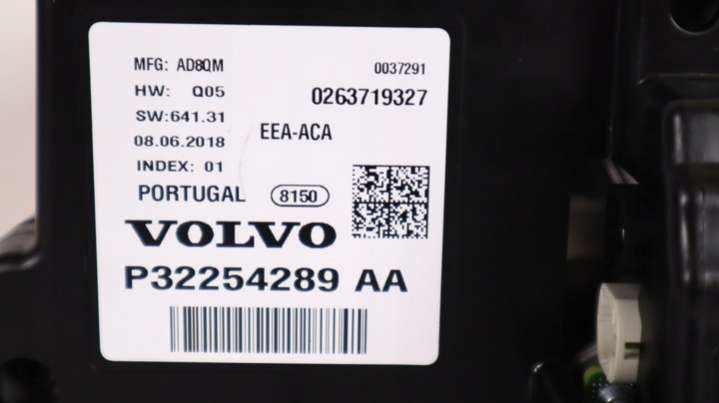 MFG: AD8QM 0037291
HW: Q05 0263719327
SW:641.31
08.06.2018 EEA-ACA
INDEX: 01
PORTUGAL 8150
VOLVO
P32254289 AA